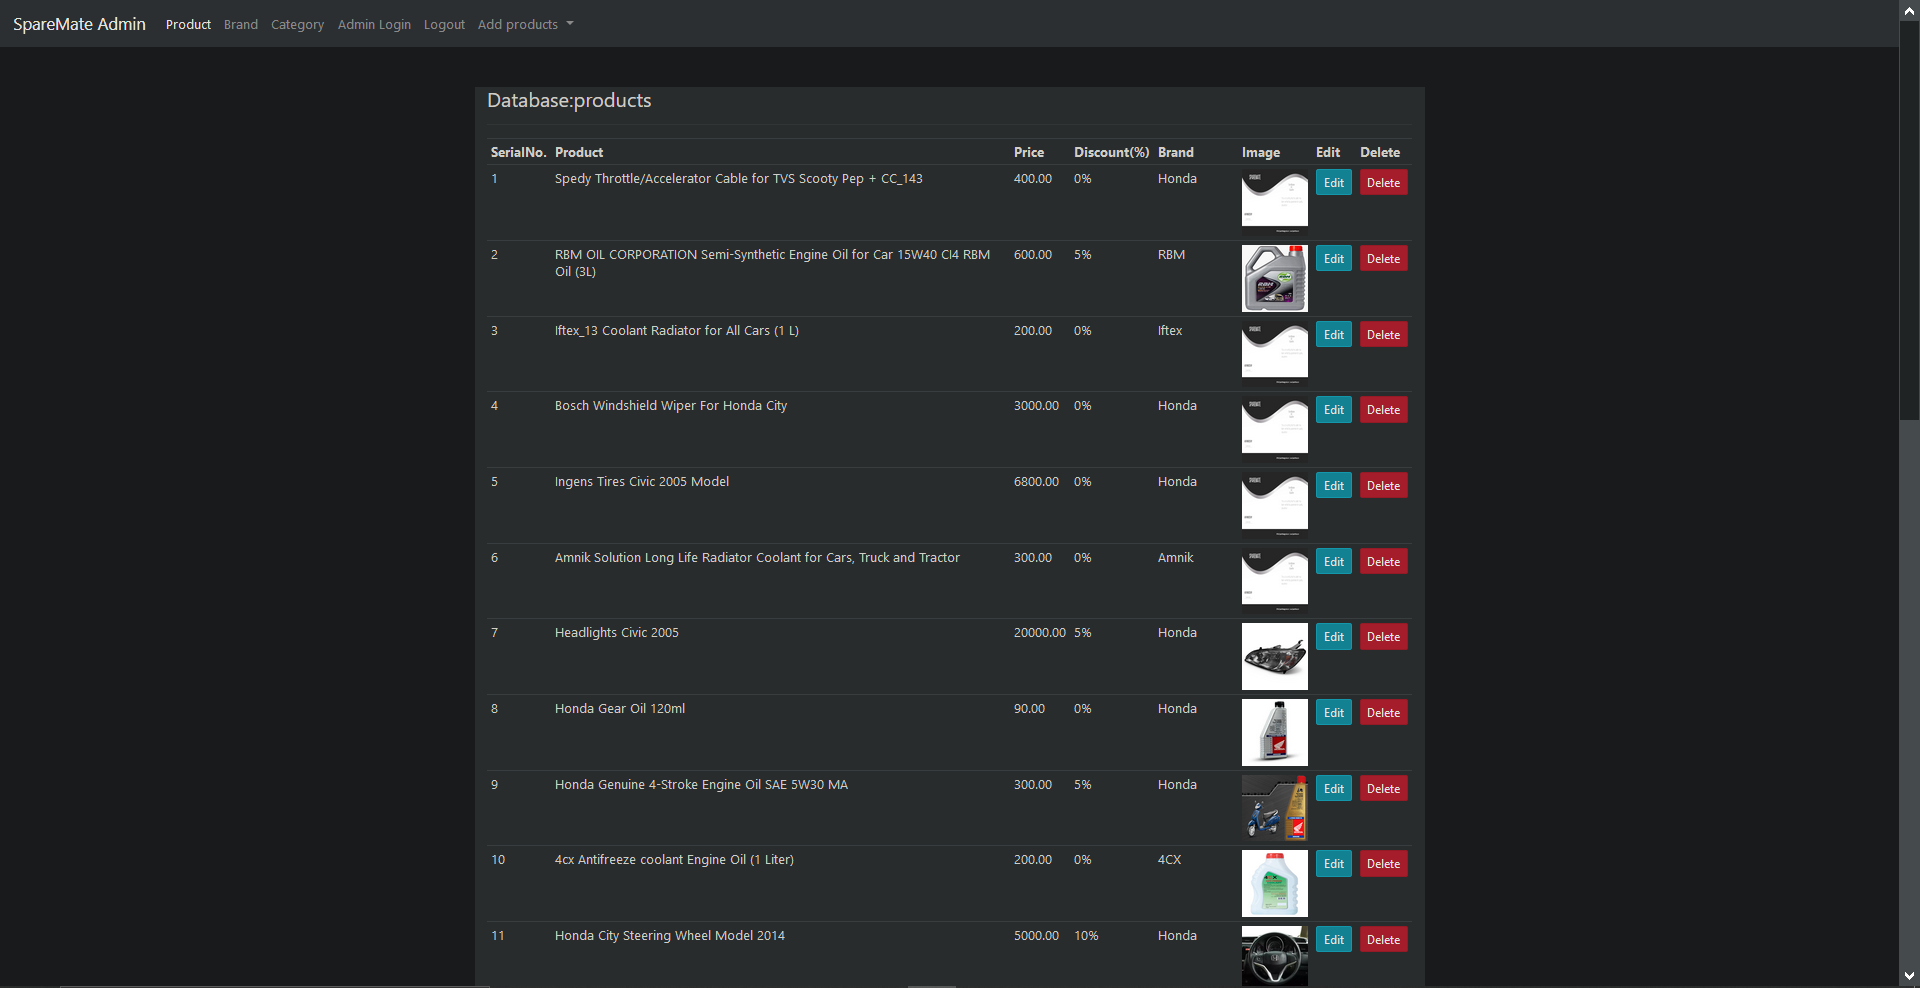 SpareMate Admin Product Brand Category Admin Login Logout Add products
Database:products
SerialNo. Product Price Discount(%) Brand Image Edit Delete
1 Spedy Throttle/Accelerator Cable for TVS Scooty Pep + CC_143 400.00 0% Honda Edit Delete
2 RBM OIL CORPORATION Semi-Synthetic Engine Oil for Car 15W40 CI4 RBM 600.00 5% RBM Edit Delete
Oil (3L)
3 Iftex_13 Coolant Radiator for All Cars (1 L) 200.00 0% Iftex Edit Delete
4 Bosch Windshield Wiper For Honda City 3000.00 0% Honda Edit Delete
5 Ingens Tires Civic 2005 Model 6800.00 0% Honda Edit Delete
6 Amnik Solution Long Life Radiator Coolant for Cars, Truck and Tractor 300.00 0% Amnik Edit Delete
7 Headlights Civic 2005 20000.00 5% Honda Edit Delete
8 Honda Gear Oil 120ml 90.00 0% Honda Edit Delete
9 Honda Genuine 4-Stroke Engine Oil SAE 5W30 MA 300.00 5% Honda Edit Delete
10 4cx Antifreeze coolant Engine Oil (1 Liter) 200.00 0% 4CX Edit Delete
11 Honda City Steering Wheel Model 2014 5000.00 10% Honda Edit Delete